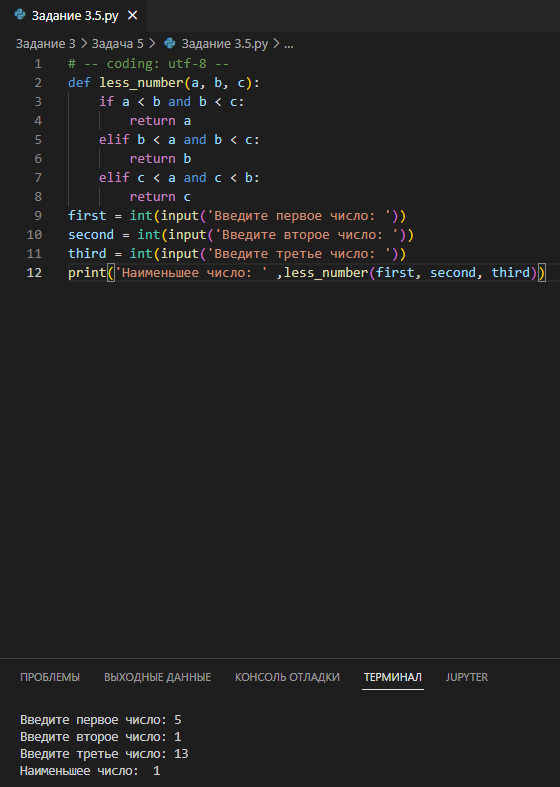 Задание 3.5.py ✕
Задание 3 > Задача 5 > Задание 3.5.py > ...
1 # -- coding: utf-8 --
2 def less_number(a, b, c):
3     if a < b and b < c:
4         return a
5     elif b < a and b < c:
6         return b
7     elif c < a and c < b:
8         return c
9 first = int(input('Введите первое число: '))
10 second = int(input('Введите второе число: '))
11 third = int(input('Введите третье число: '))
12 print('Наименьшее число: ' ,less_number(first, second, third))
ПРОБЛЕМЫ ВЫХОДНЫЕ ДАННЫЕ КОНСОЛЬ ОТЛАДКИ ТЕРМИНАЛ JUPYTER
Введите первое число: 5
Введите второе число: 1
Введите третье число: 13
Наименьшее число:  1